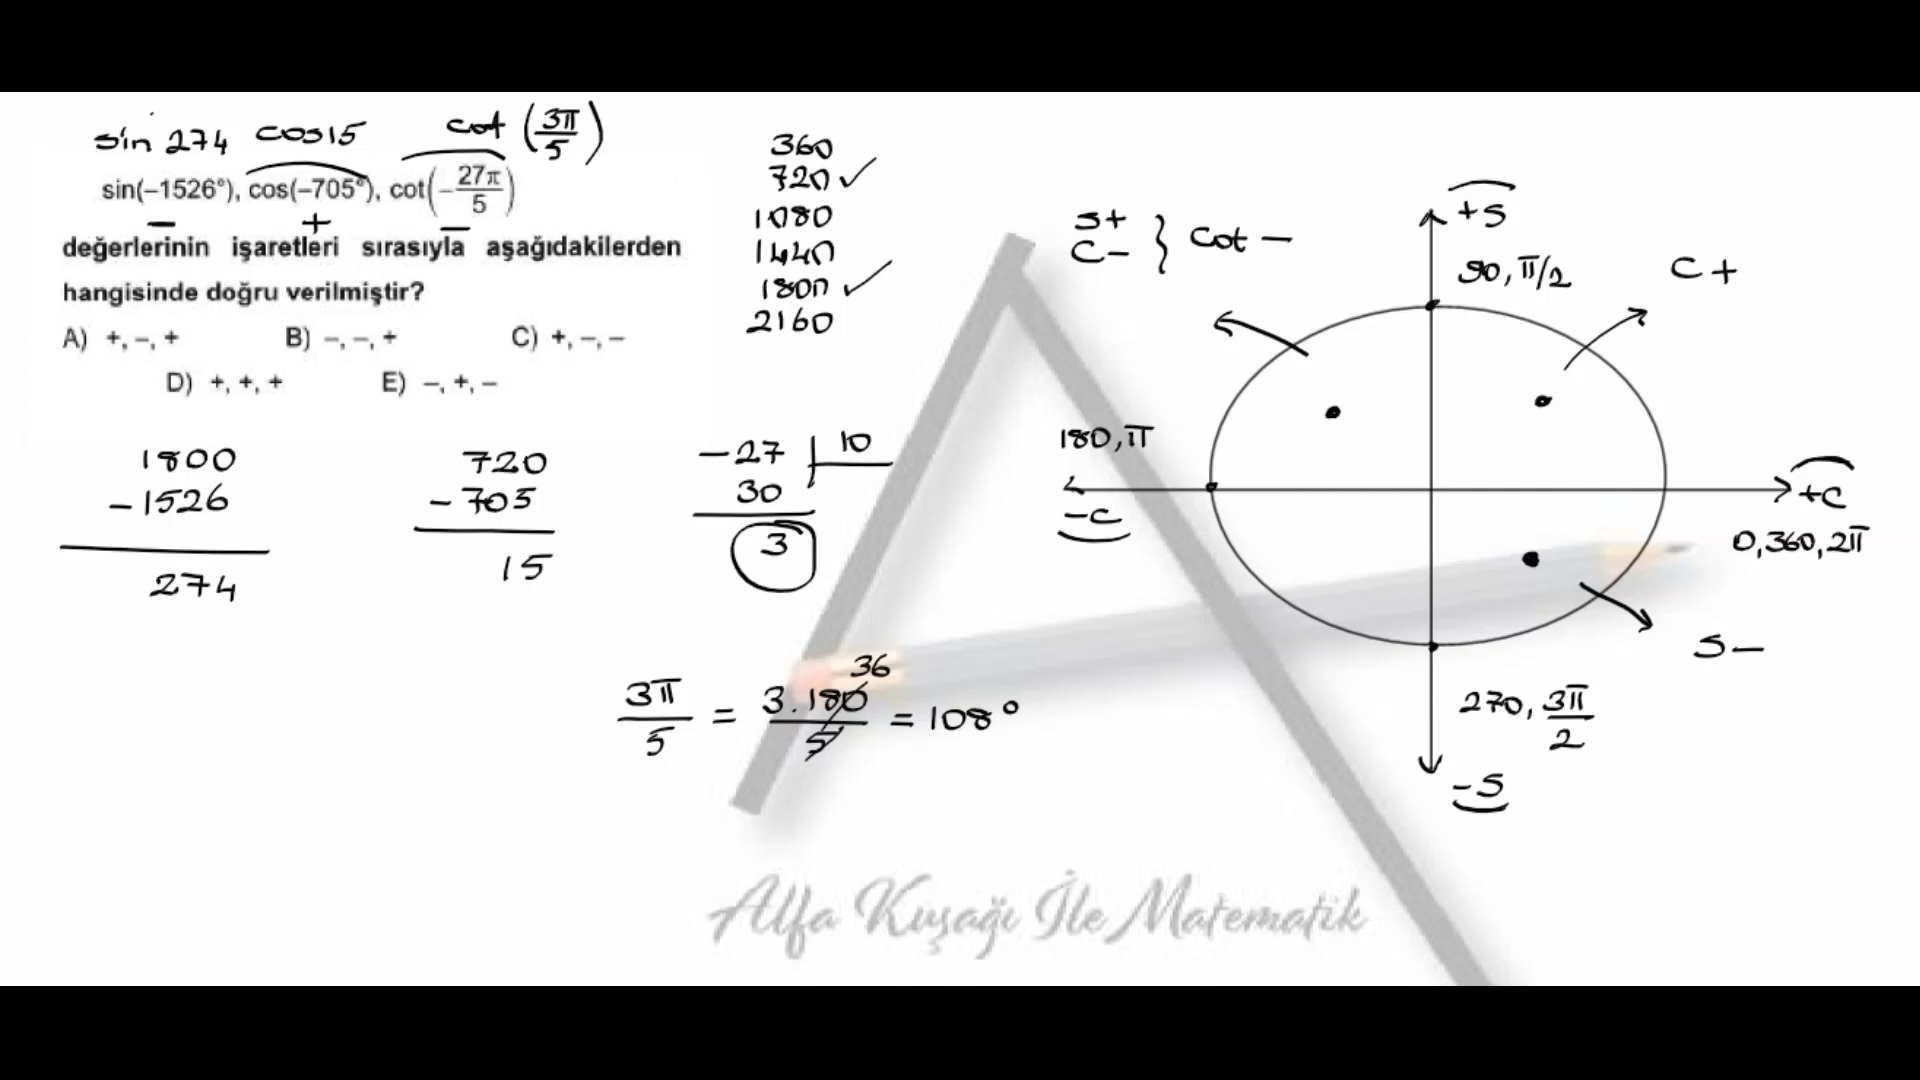 sin 274 cos15 cot (3π/5)
sin(−1526°), cos(−705°), cot(−27π/5)
− + −
değerlerinin işaretleri sırasıyla aşağıdakilerden
hangisinde doğru verilmiştir?
A) +, −, + B) −, −, + C) +, −, −
D) +, +, + E) −, +, −
360
720 ✓
1080
1440
1800 ✓
2160
1800
−1526
274
720
−705
15
−27 | 10
30
3
3π/5 = 3.180/5 = 108°
36
S+
C− } Cot −
+S
90, π/2
C+
180, π
−C
+C
0, 360, 2π
S−
270, 3π/2
−S
Alfa Kuşağı İle Matematik